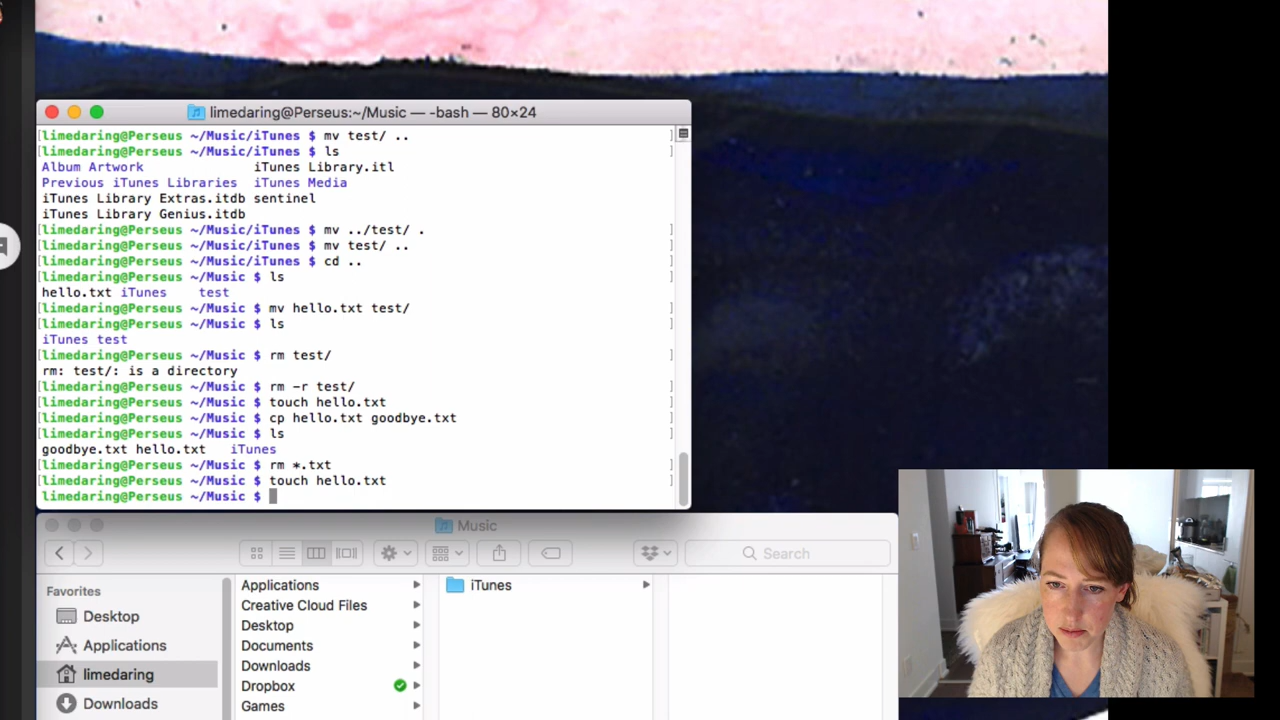 limedaring@Perseus:~/Music — -bash — 80×24
[limedaring@Perseus ~/Music/iTunes $ mv test/ .. ]
[limedaring@Perseus ~/Music/iTunes $ ls ]
Album Artwork iTunes Library.itl
Previous iTunes Libraries iTunes Media
iTunes Library Extras.itdb sentinel
iTunes Library Genius.itdb
[limedaring@Perseus ~/Music/iTunes $ mv ../test/ . ]
[limedaring@Perseus ~/Music/iTunes $ mv test/ .. ]
[limedaring@Perseus ~/Music/iTunes $ cd .. ]
[limedaring@Perseus ~/Music $ ls ]
hello.txt iTunes test
[limedaring@Perseus ~/Music $ mv hello.txt test/ ]
[limedaring@Perseus ~/Music $ ls ]
iTunes test
[limedaring@Perseus ~/Music $ rm test/ ]
rm: test/: is a directory
[limedaring@Perseus ~/Music $ rm -r test/ ]
[limedaring@Perseus ~/Music $ touch hello.txt ]
[limedaring@Perseus ~/Music $ cp hello.txt goodbye.txt ]
[limedaring@Perseus ~/Music $ ls ]
goodbye.txt hello.txt iTunes
[limedaring@Perseus ~/Music $ rm *.txt ]
[limedaring@Perseus ~/Music $ touch hello.txt ]
limedaring@Perseus ~/Music $
Music
Search
Favorites
Desktop
Applications
limedaring
Downloads
Applications
Creative Cloud Files
Desktop
Documents
Downloads
Dropbox
Games
iTunes